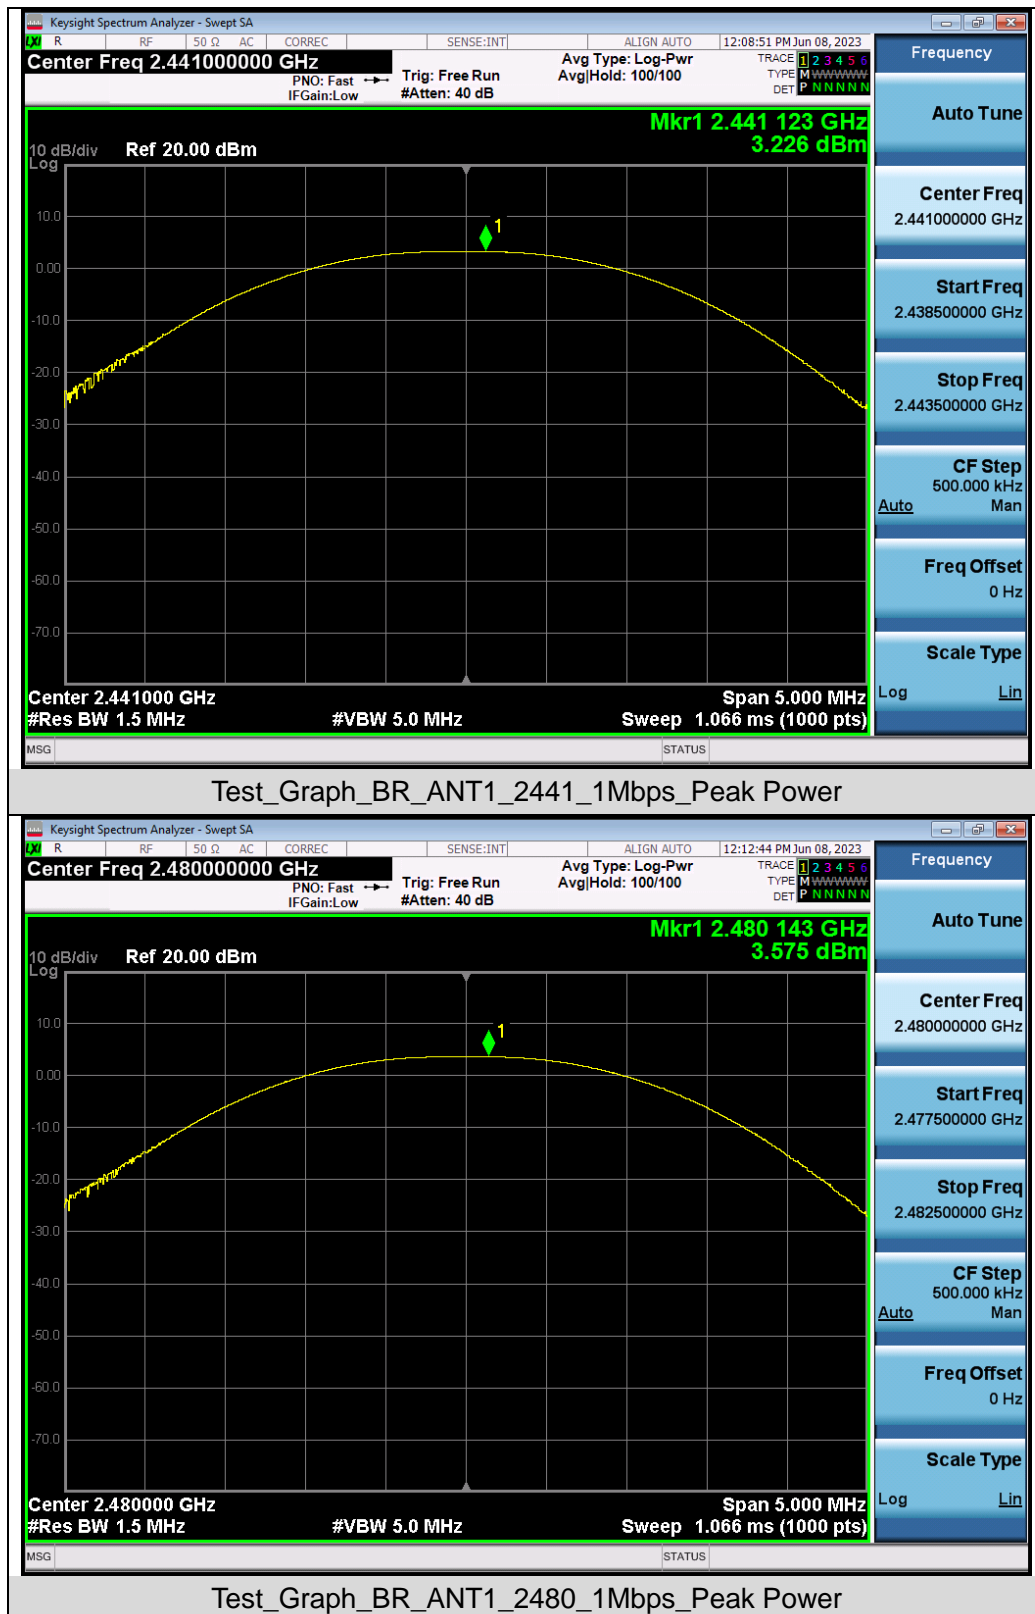 Keysight Spectrum Analyzer - Swept SA
LXI R RF 50 Ω AC CORREC SENSE:INT ALIGN AUTO 12:08:51 PM Jun 08, 2023
Center Freq 2.441000000 GHz
PNO: Fast
IFGain:Low
Trig: Free Run
#Atten: 40 dB
Avg Type: Log-Pwr
Avg|Hold: 100/100
TRACE 1 2 3 4 5 6
TYPE M WWWWW
DET P N N N N N
Mkr1 2.441 123 GHz
3.226 dBm
10 dB/div Ref 20.00 dBm
Log
10.0
0.00
-10.0
-20.0
-30.0
-40.0
-50.0
-60.0
-70.0
1
Center 2.441000 GHz
Span 5.000 MHz
#Res BW 1.5 MHz
#VBW 5.0 MHz
Sweep 1.066 ms (1000 pts)
MSG
STATUS
Frequency
Auto Tune
Center Freq
2.441000000 GHz
Start Freq
2.438500000 GHz
Stop Freq
2.443500000 GHz
CF Step
500.000 kHz
Auto Man
Freq Offset
0 Hz
Scale Type
Log Lin
Test_Graph_BR_ANT1_2441_1Mbps_Peak Power
Keysight Spectrum Analyzer - Swept SA
LXI R RF 50 Ω AC CORREC SENSE:INT ALIGN AUTO 12:12:44 PM Jun 08, 2023
Center Freq 2.480000000 GHz
PNO: Fast
IFGain:Low
Trig: Free Run
#Atten: 40 dB
Avg Type: Log-Pwr
Avg|Hold: 100/100
TRACE 1 2 3 4 5 6
TYPE M WWWWW
DET P N N N N N
Mkr1 2.480 143 GHz
3.575 dBm
10 dB/div Ref 20.00 dBm
Log
10.0
0.00
-10.0
-20.0
-30.0
-40.0
-50.0
-60.0
-70.0
1
Center 2.480000 GHz
Span 5.000 MHz
#Res BW 1.5 MHz
#VBW 5.0 MHz
Sweep 1.066 ms (1000 pts)
MSG
STATUS
Frequency
Auto Tune
Center Freq
2.480000000 GHz
Start Freq
2.477500000 GHz
Stop Freq
2.482500000 GHz
CF Step
500.000 kHz
Auto Man
Freq Offset
0 Hz
Scale Type
Log Lin
Test_Graph_BR_ANT1_2480_1Mbps_Peak Power